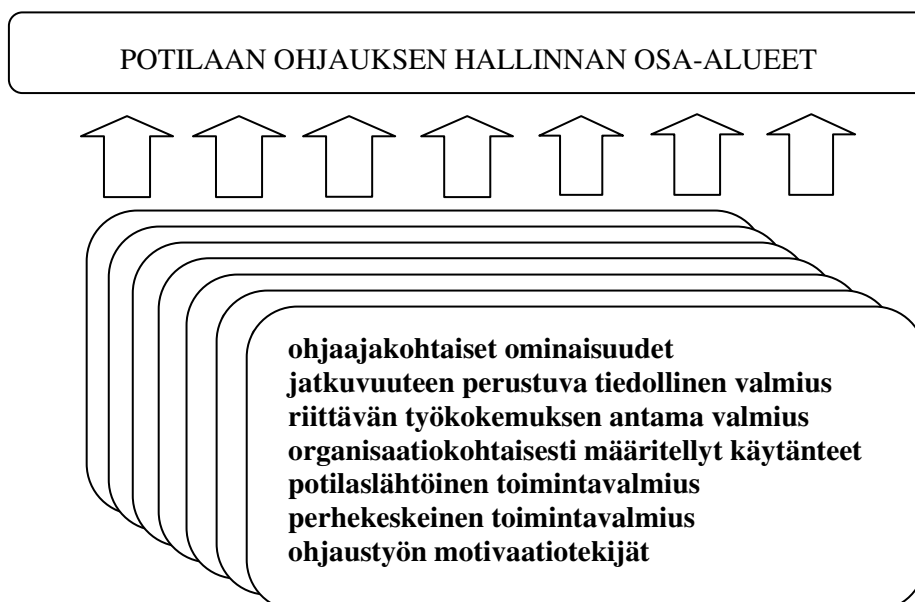 POTILAAN OHJAUKSEN HALLINNAN OSA-ALUEET
ohjaajakohtaiset ominaisuudet
jatkuvuuteen perustuva tiedollinen valmius
riittävän työkokemuksen antama valmius
organisaatiokohtaisesti määritellyt käytänteet
potilaslähtöinen toimintavalmius
perhekeskeinen toimintavalmius
ohjaustyön motivaatiotekijät